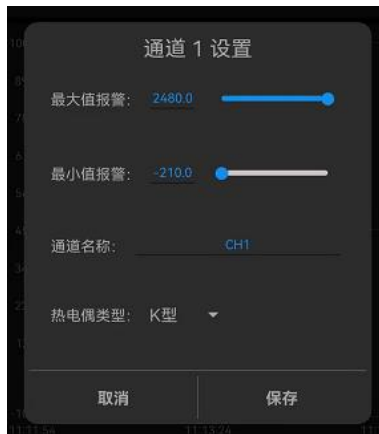 通道 1 设置
最大值报警: 2480.0
最小值报警: -210.0
通道名称: CH1
热电偶类型: K型
取消 保存
11:11:54 11:13:24